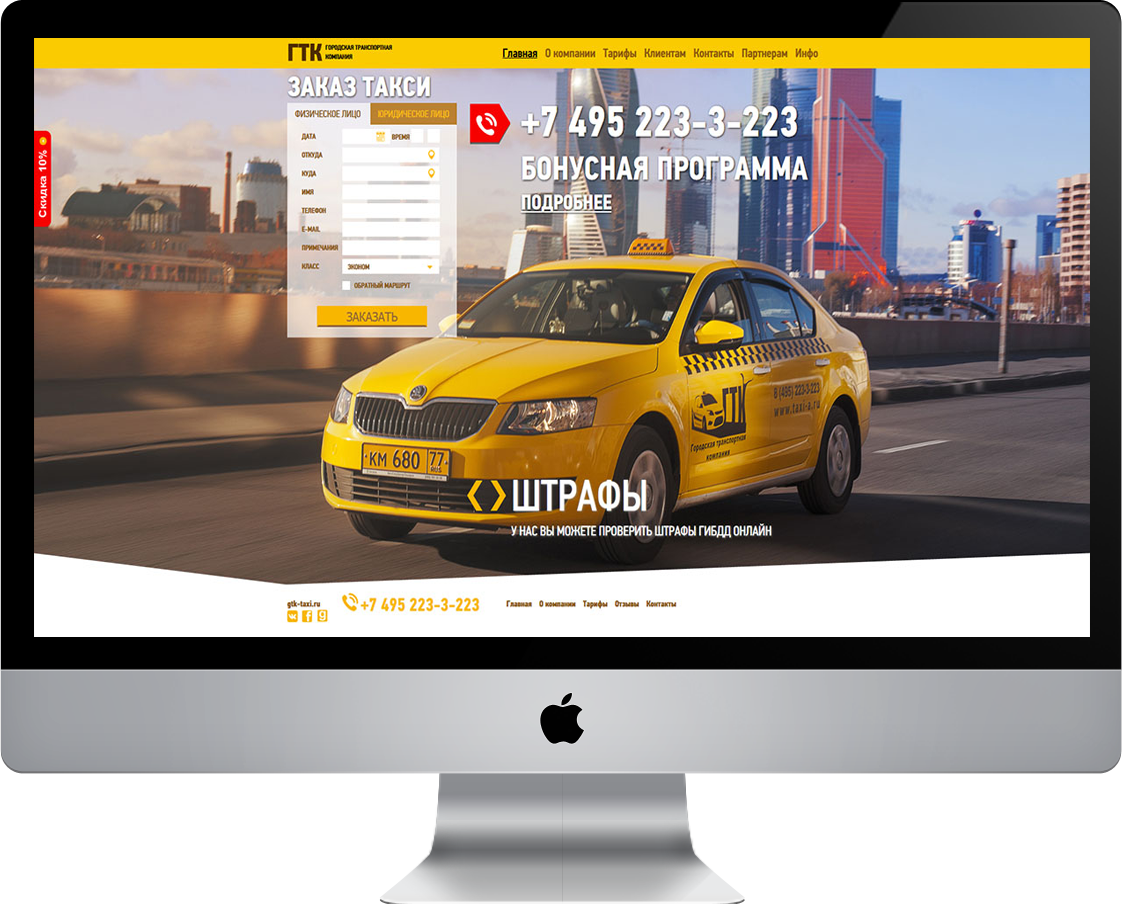 ГТК ГОРОДСКАЯ ТРАНСПОРТНАЯ
КОМПАНИЯ
Главная О компании Тарифы Клиентам Контакты Партнерам Инфо
ЗАКАЗ ТАКСИ
ФИЗИЧЕСКОЕ ЛИЦО ЮРИДИЧЕСКОЕ ЛИЦО
ДАТА ВРЕМЯ
ОТКУДА
КУДА
ИМЯ
ТЕЛЕФОН
E-MAIL
ПРИМЕЧАНИЯ
КЛАСС ЭКОНОМ
ОБРАТНЫЙ МАРШРУТ
ЗАКАЗАТЬ
Скидка 10%
+7 495 223-3-223
БОНУСНАЯ ПРОГРАММА
ПОДРОБНЕЕ
ГТК
Городская транспортная
компания
8 (495) 223-3-223
www.taxi-a.ru
КМ 680 77
RUS
ШТРАФЫ
У НАС ВЫ МОЖЕТЕ ПРОВЕРИТЬ ШТРАФЫ ГИБДД ОНЛАЙН
gtk-taxi.ru
+7 495 223-3-223
Главная О компании Тарифы Отзывы Контакты